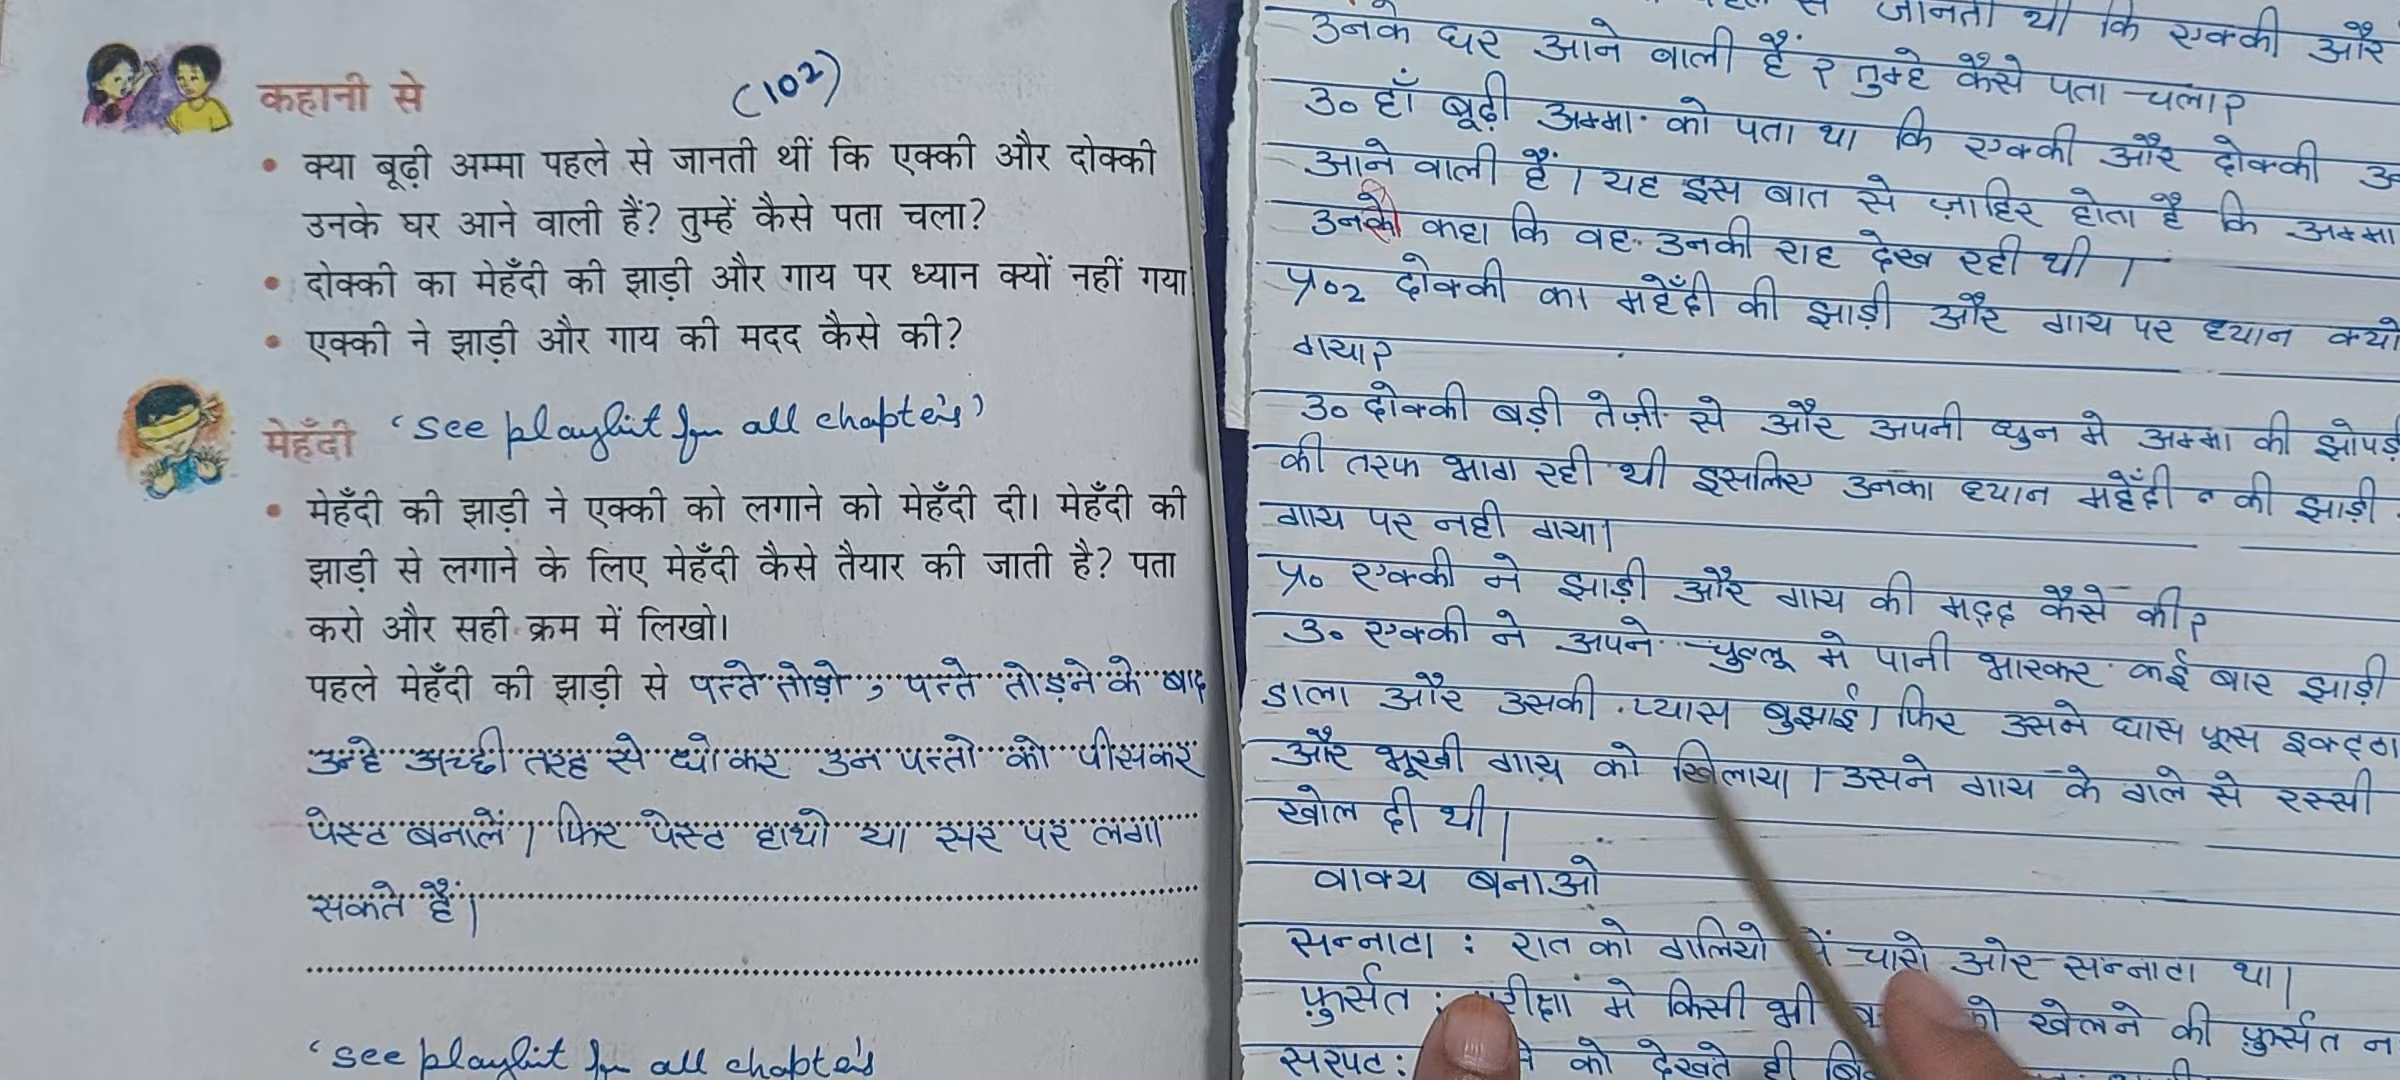 कहानी से
(102)
• क्या बूढ़ी अम्मा पहले से जानती थीं कि एक्की और दोक्की
उनके घर आने वाली हैं? तुम्हें कैसे पता चला?
• दोक्की का मेहँदी की झाड़ी और गाय पर ध्यान क्यों नहीं गया
• एक्की ने झाड़ी और गाय की मदद कैसे की?
मेहँदी ‘see playlist for all chapters’
• मेहँदी की झाड़ी ने एक्की को लगाने को मेहँदी दी। मेहँदी की
झाड़ी से लगाने के लिए मेहँदी कैसे तैयार की जाती है? पता
करो और सही क्रम में लिखो।
पहले मेहँदी की झाड़ी से पत्ते तोड़ो, पत्ते तोड़ने के बाद
उन्हे अच्छी तरह से धोकर उन पत्तो को पीसकर
पेस्ट बनालें। फिर पेस्ट हाथो या सर पर लगा
सकते हैं।
‘see playlist for all chapters
से जानती थी कि एक्की और
उनके घर आने वाली हैं? तुम्हे कैसे पता चला?
उ० हाँ बूढ़ी अम्मा को पता था कि एक्की और दोक्की
आने वाली हैं। यह इस बात से ज़ाहिर होता है कि अम्मा
उनको कहा कि वह उनकी राह देख रही थी।
प्र०2 दोक्की का महेँदी की झाड़ी और गाय पर ध्यान क्यो
गया?
उ० दोक्की बड़ी तेज़ी से और अपनी धुन मे अम्मा की
की तरफ भाग रही थी इसलिए उनका ध्यान महेँदी की झाड़ी
गाय पर नही गया।
प्र० एक्की ने झाड़ी और गाय की मद्द कैसे की?
उ० एक्की ने अपने चुल्लू मे पानी भारकर कई बार झाड़ी
डाला और उसकी प्यास बुझाई। फिर उसने घास फूस इकट्ठा
और भूखी गाय को खिलाया। उसने गाय के गले से रस्सी
खोल दी थी।
वाक्य बनाओ
सन्नाटा : रात को गलियो में चारो ओर सन्नाटा था।
फ़ुर्सत : मे किसी भी को खेलने की फ़ुर्सत
सरपट : को देखते ही